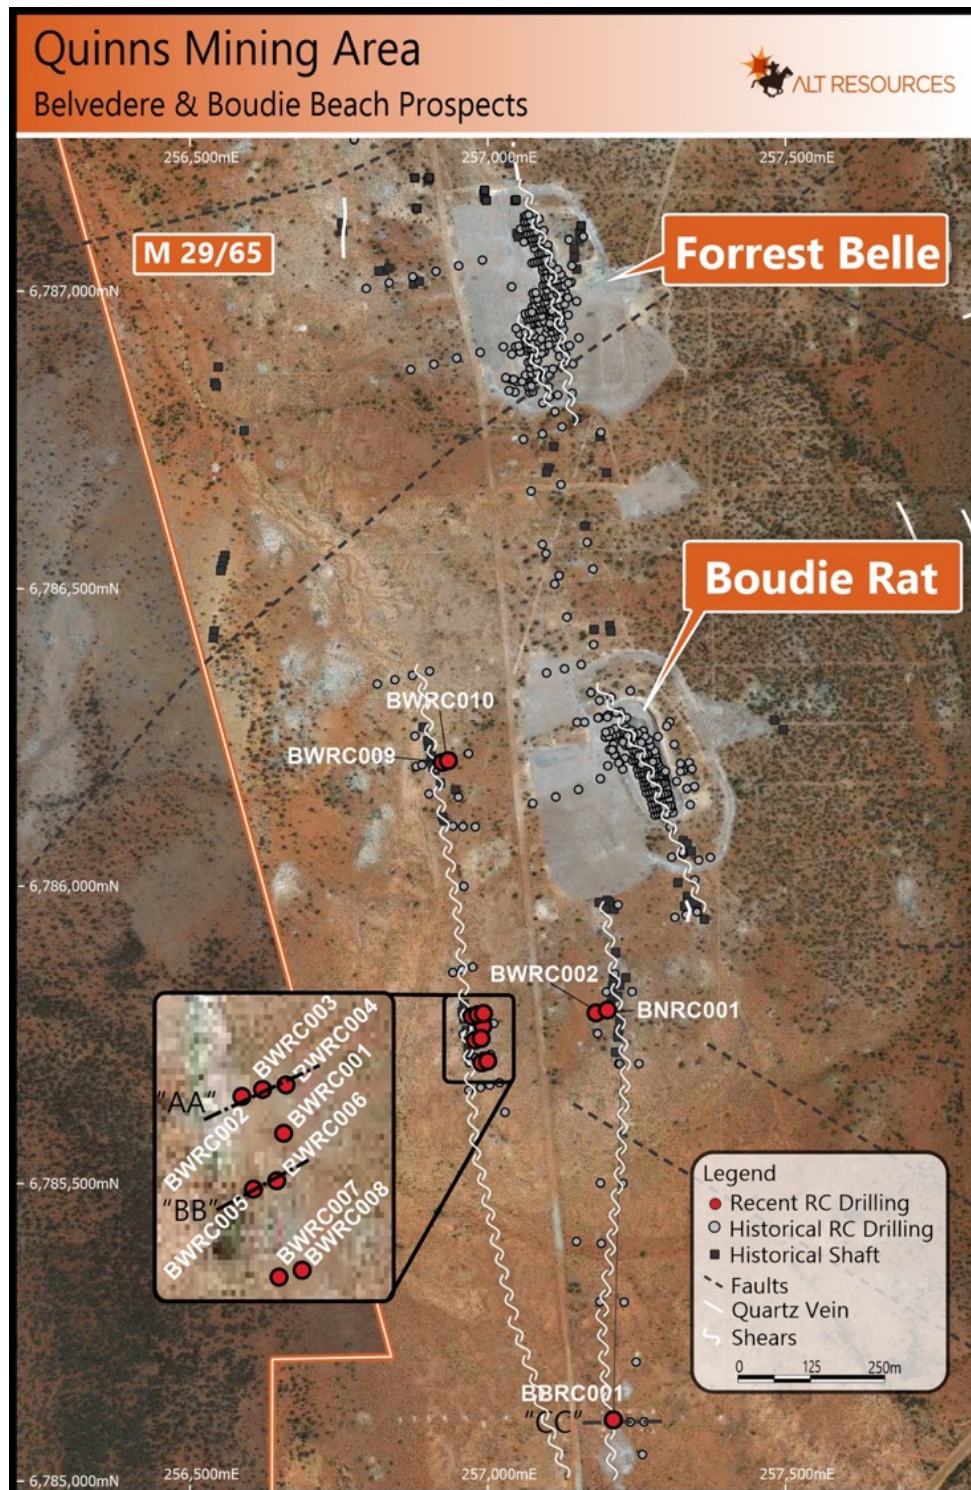 Quinns Mining Area
Belvedere & Boudie Beach Prospects
ALT RESOURCES
256,500mE
257,000mE
257,500mE
M 29/65
Forrest Belle
6,787,000mN
Boudie Rat
6,786,500mN
BWRC010
BWRC009
6,786,000mN
BWRC002
BNRC001
BWRC003
BWRC004
"AA"
BWRC001
BWRC002
BWRC006
"BB"
BWRC005
BWRC007
BWRC008
6,785,500mN
Legend
Recent RC Drilling
Historical RC Drilling
Historical Shaft
Faults
Quartz Vein
Shears
0 125 250m
BBRC001
"CC"
6,785,000mN
256,500mE
257,000mE
257,500mE